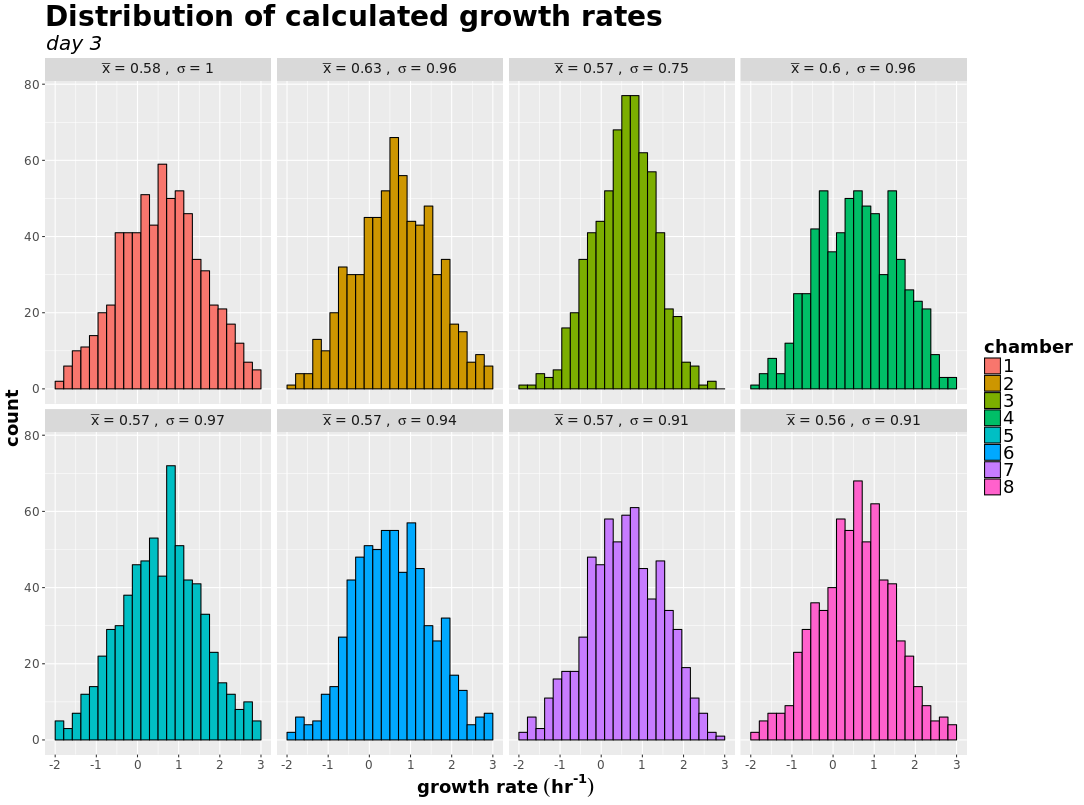 Distribution of calculated growth rates
day 3
x̅ = 0.58 , σ = 1
x̅ = 0.63 , σ = 0.96
x̅ = 0.57 , σ = 0.75
x̅ = 0.6 , σ = 0.96
80
60
40
20
0
x̅ = 0.57 , σ = 0.97
x̅ = 0.57 , σ = 0.94
x̅ = 0.57 , σ = 0.91
x̅ = 0.56 , σ = 0.91
80
60
40
20
0
-2 -1 0 1 2 3
-2 -1 0 1 2 3
-2 -1 0 1 2 3
-2 -1 0 1 2 3
count
growth rate (hr⁻¹)
chamber
1
2
3
4
5
6
7
8